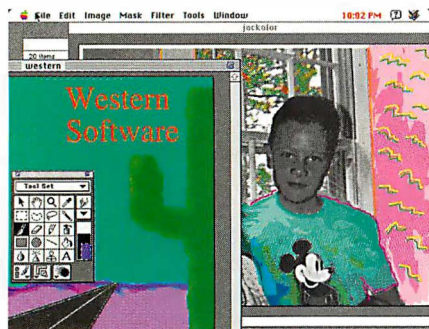 File Edit Image Mask Filter Tools Window 10:02 PM
jackolor
20 items
western
Western
Software
Tool Set
A